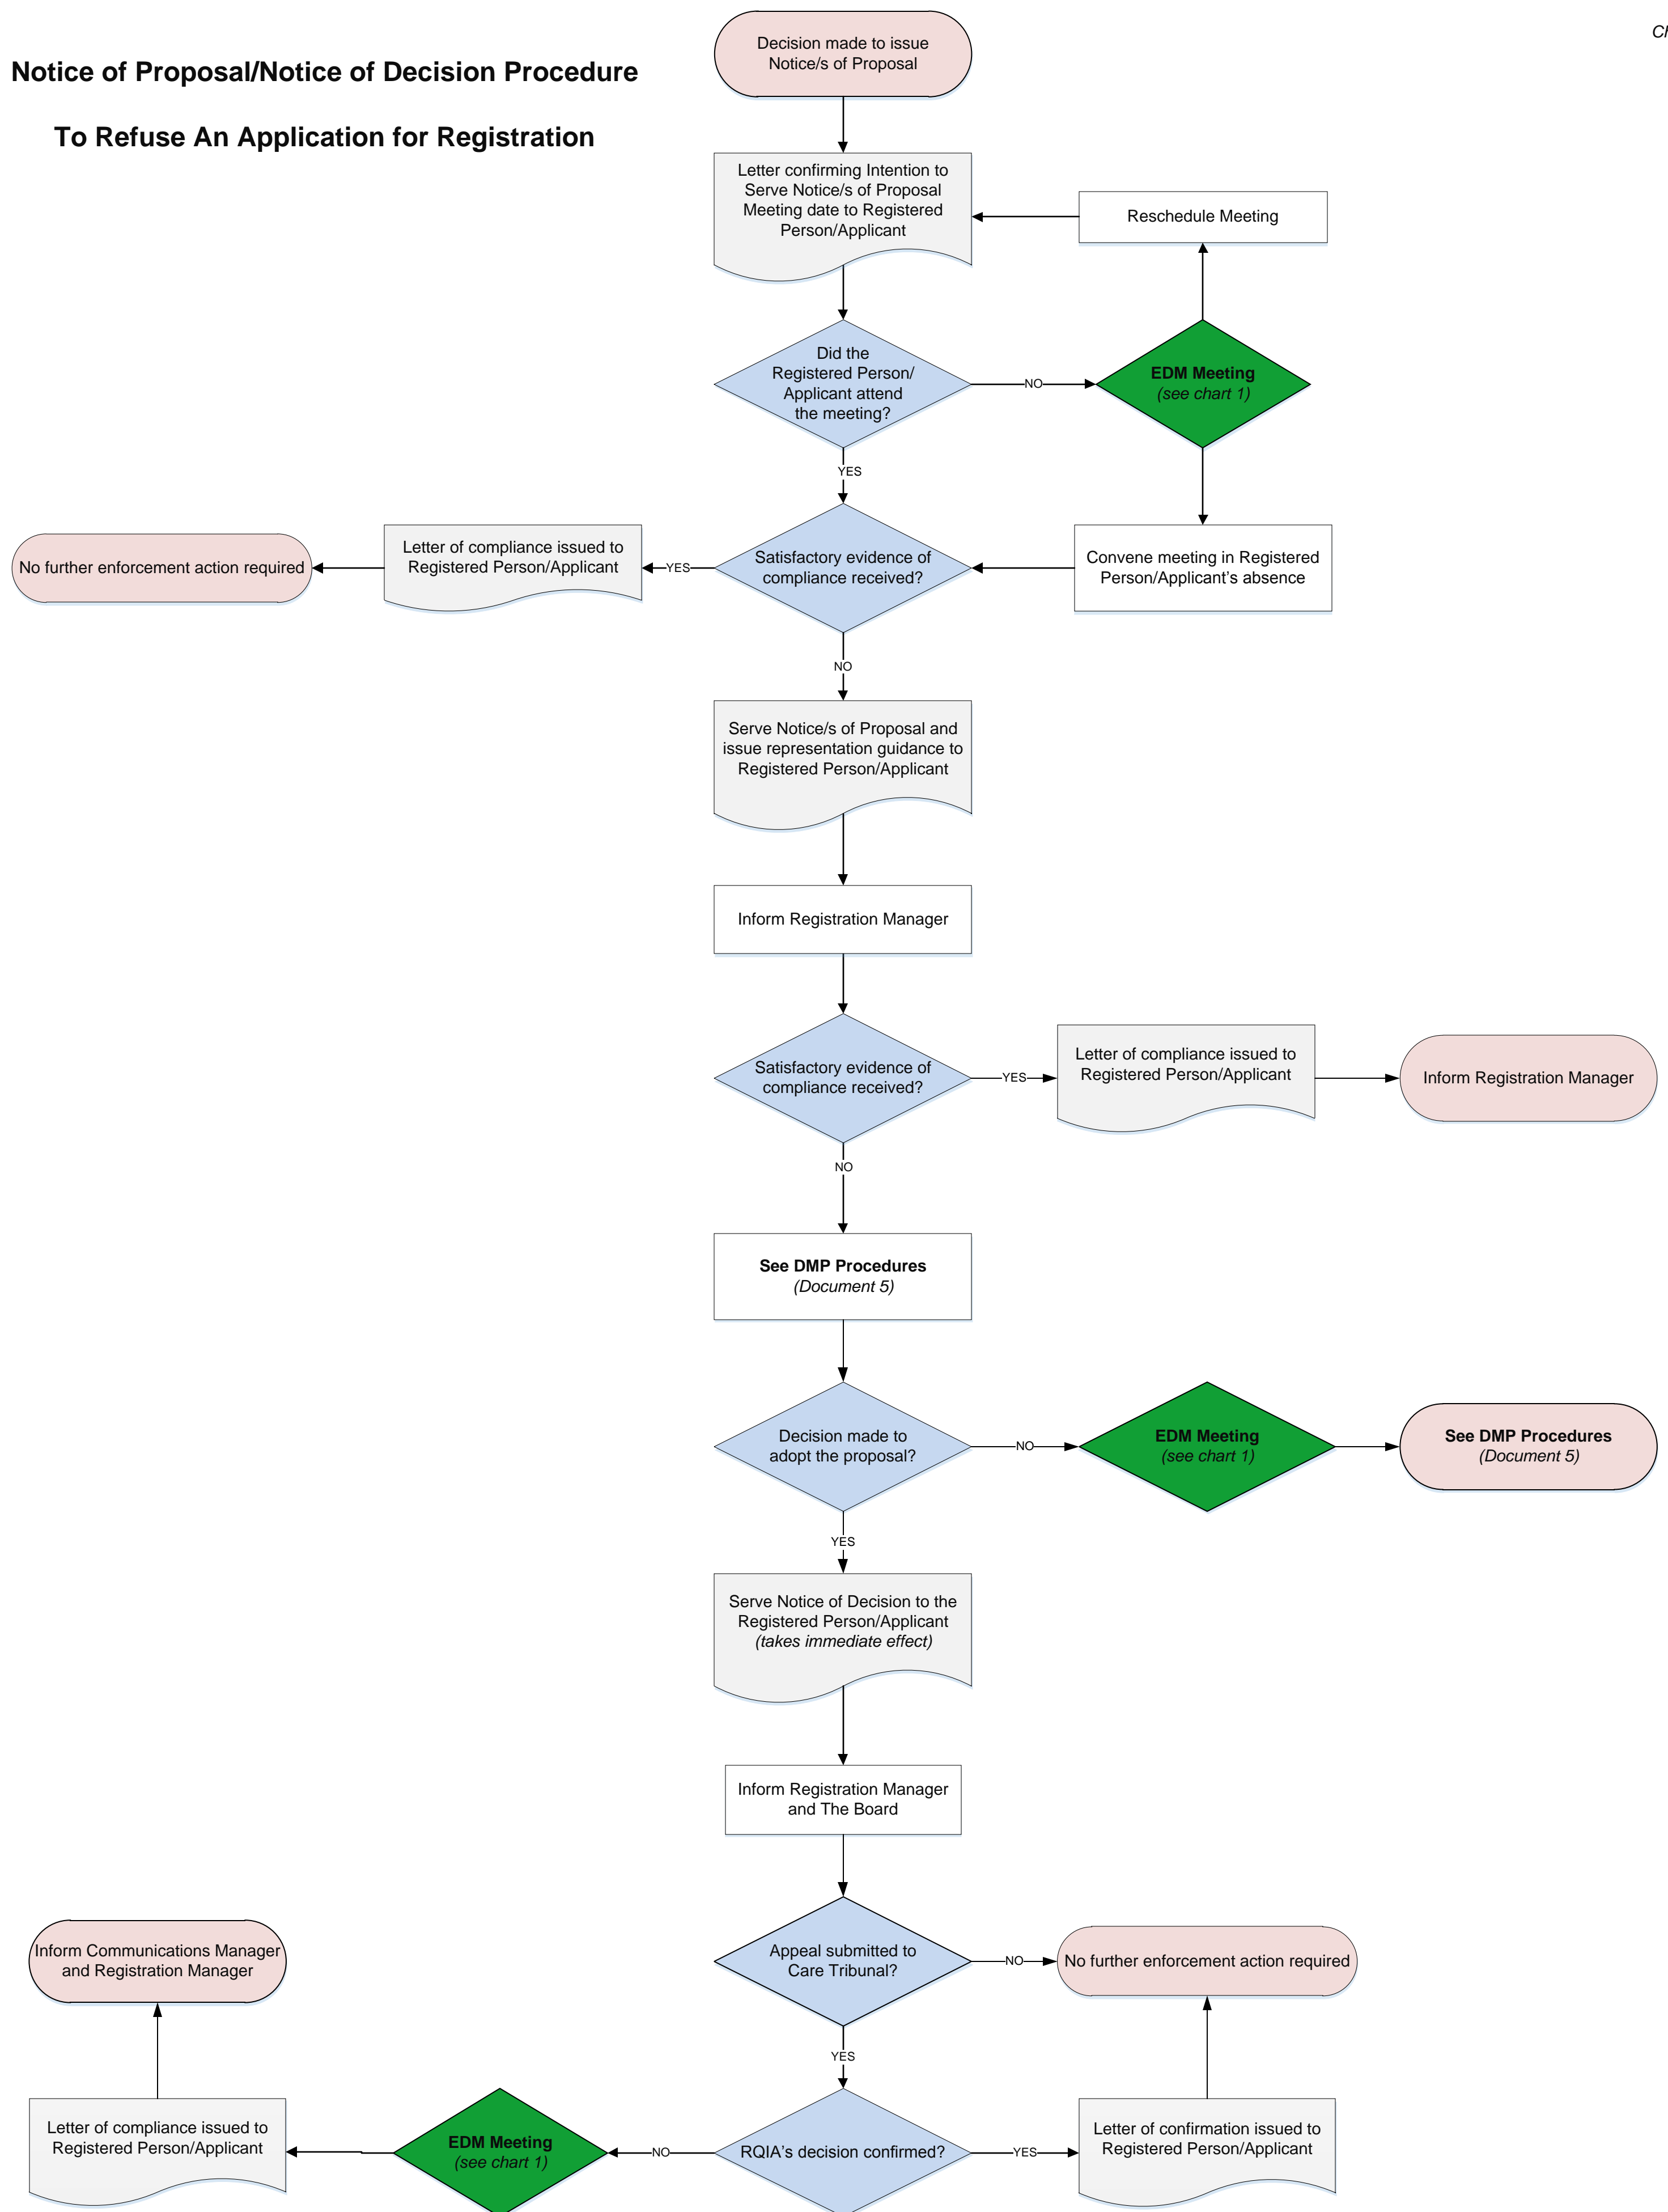 Ch
Notice of Proposal/Notice of Decision Procedure
To Refuse An Application for Registration
Decision made to issue
Notice/s of Proposal
Letter confirming Intention to
Serve Notice/s of Proposal
Meeting date to Registered
Person/Applicant
Reschedule Meeting
Did the
Registered Person/
Applicant attend
the meeting?
NO
EDM Meeting
(see chart 1)
YES
No further enforcement action required
Letter of compliance issued to
Registered Person/Applicant
YES
Satisfactory evidence of
compliance received?
Convene meeting in Registered
Person/Applicant’s absence
NO
Serve Notice/s of Proposal and
issue representation guidance to
Registered Person/Applicant
Inform Registration Manager
Satisfactory evidence of
compliance received?
YES
Letter of compliance issued to
Registered Person/Applicant
Inform Registration Manager
NO
See DMP Procedures
(Document 5)
Decision made to
adopt the proposal?
NO
EDM Meeting
(see chart 1)
See DMP Procedures
(Document 5)
YES
Serve Notice of Decision to the
Registered Person/Applicant
(takes immediate effect)
Inform Registration Manager
and The Board
Inform Communications Manager
and Registration Manager
Appeal submitted to
Care Tribunal?
NO
No further enforcement action required
YES
Letter of compliance issued to
Registered Person/Applicant
EDM Meeting
(see chart 1)
NO
RQIA’s decision confirmed?
YES
Letter of confirmation issued to
Registered Person/Applicant